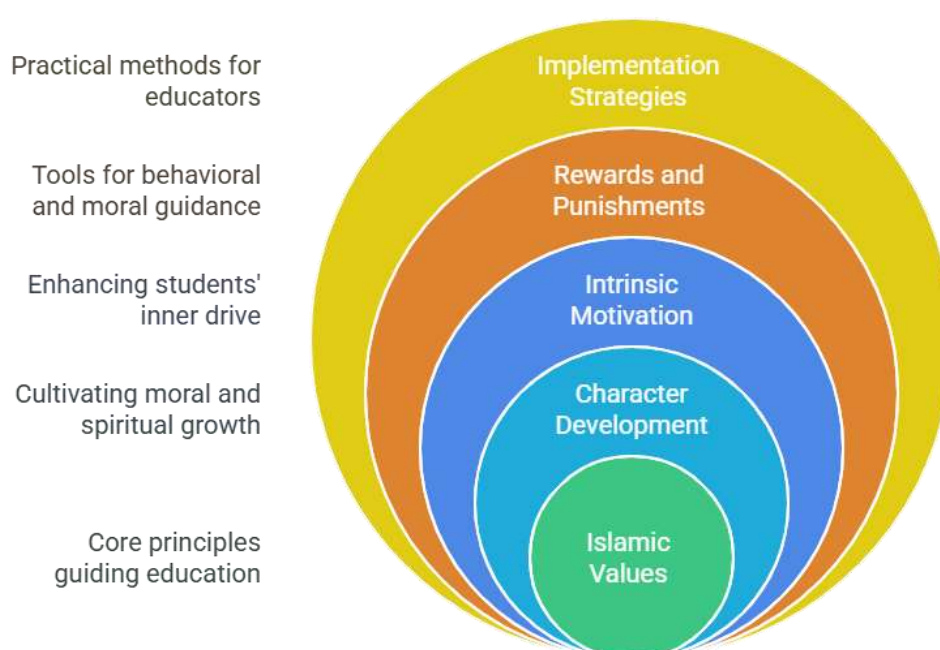 Practical methods for
educators
Implementation
Strategies
Tools for behavioral
and moral guidance
Rewards and
Punishments
Enhancing students'
inner drive
Intrinsic
Motivation
Cultivating moral and
spiritual growth
Character
Development
Core principles
guiding education
Islamic
Values